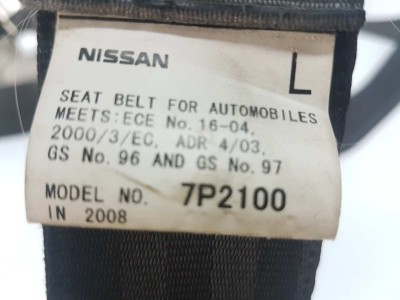 NISSAN L
SEAT BELT FOR AUTOMOBILES
MEETS:ECE No. 16-04,
2000/3/EC, ADR 4/03,
GS No. 96 AND GS No. 97
MODEL NO. 7P2100
IN 2008